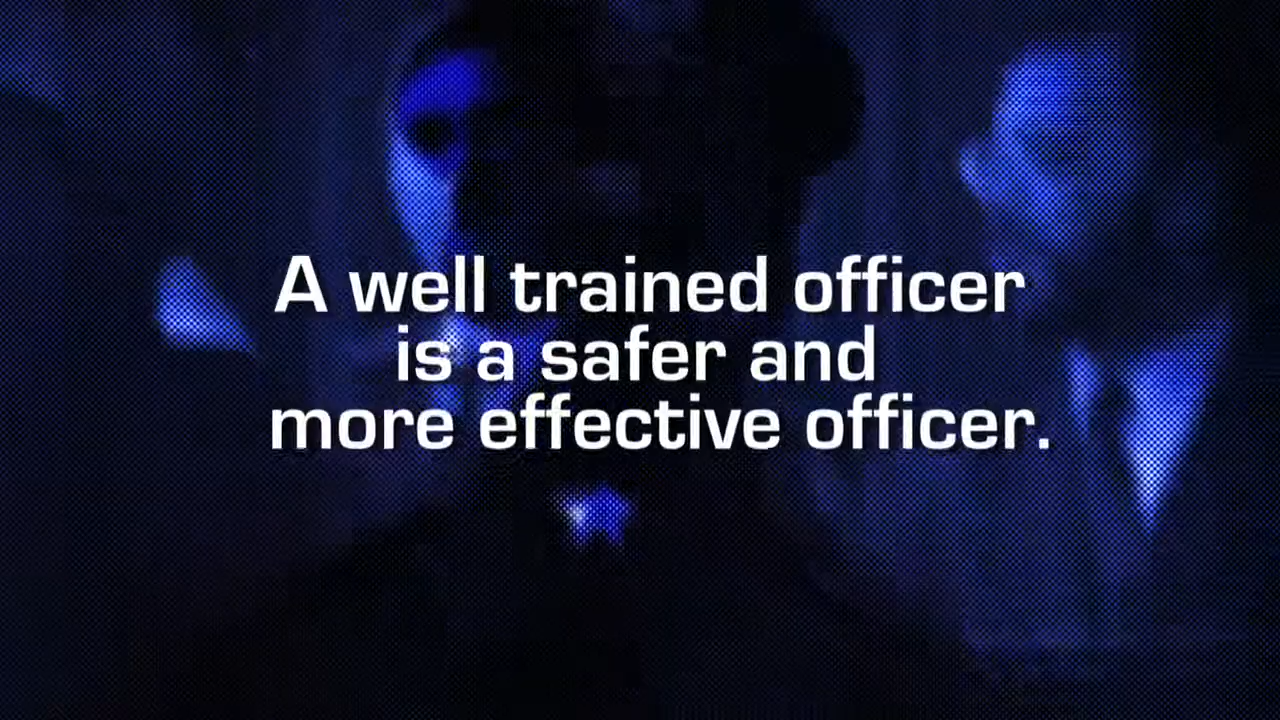 A well trained officer
is a safer and
more effective officer.